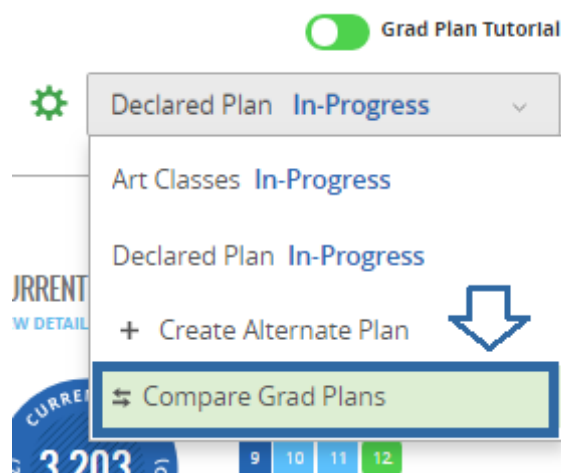 Grad Plan Tutorial
Declared Plan In-Progress
Art Classes In-Progress
Declared Plan In-Progress
+ Create Alternate Plan
Compare Grad Plans
9 10 11 12